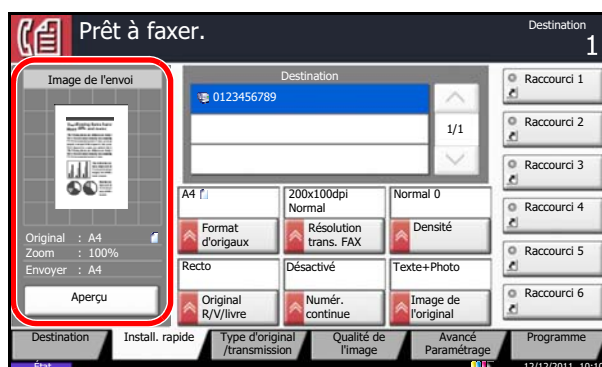 Prêt à faxer.
Destination
1
Image de l'envoi
Original : A4
Zoom : 100%
Envoyer : A4
Aperçu
Destination
0123456789
1/1
A4
Format
d'origaux
200x100dpi
Normal
Résolution
trans. FAX
Normal 0
Densité
Recto
Original
R/V/livre
Désactivé
Numér.
continue
Texte+Photo
Image de
l'original
Raccourci 1
Raccourci 2
Raccourci 3
Raccourci 4
Raccourci 5
Raccourci 6
Destination
Install. rapide
Type d'original
/transmission
Qualité de
l'image
Avancé
Paramétrage
Programme
État
12/12/2011 10:10